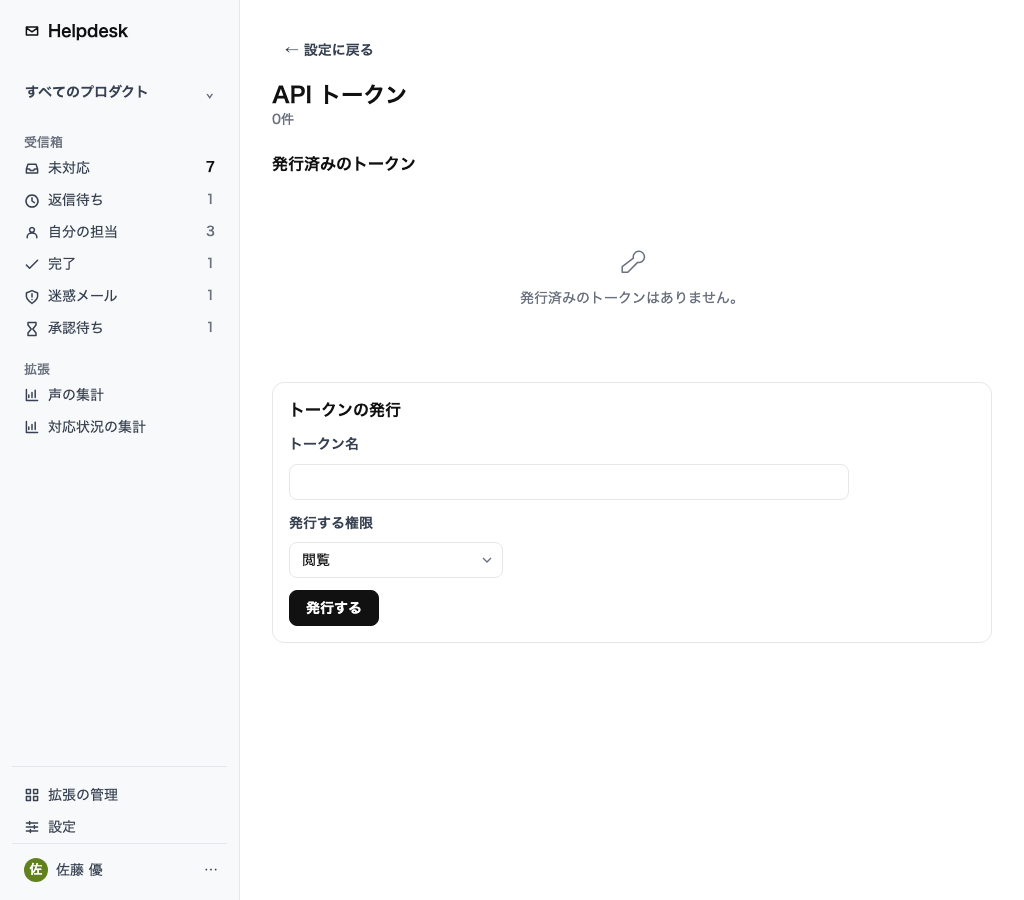 Helpdesk
すべてのプロダクト
受信箱
未対応 7
返信待ち 1
自分の担当 3
完了 1
迷惑メール 1
承認待ち 1
拡張
声の集計
対応状況の集計
拡張の管理
設定
佐 佐藤 優 …
← 設定に戻る
API トークン
0件
発行済みのトークン
発行済みのトークンはありません。
トークンの発行
トークン名
発行する権限
閲覧
発行する